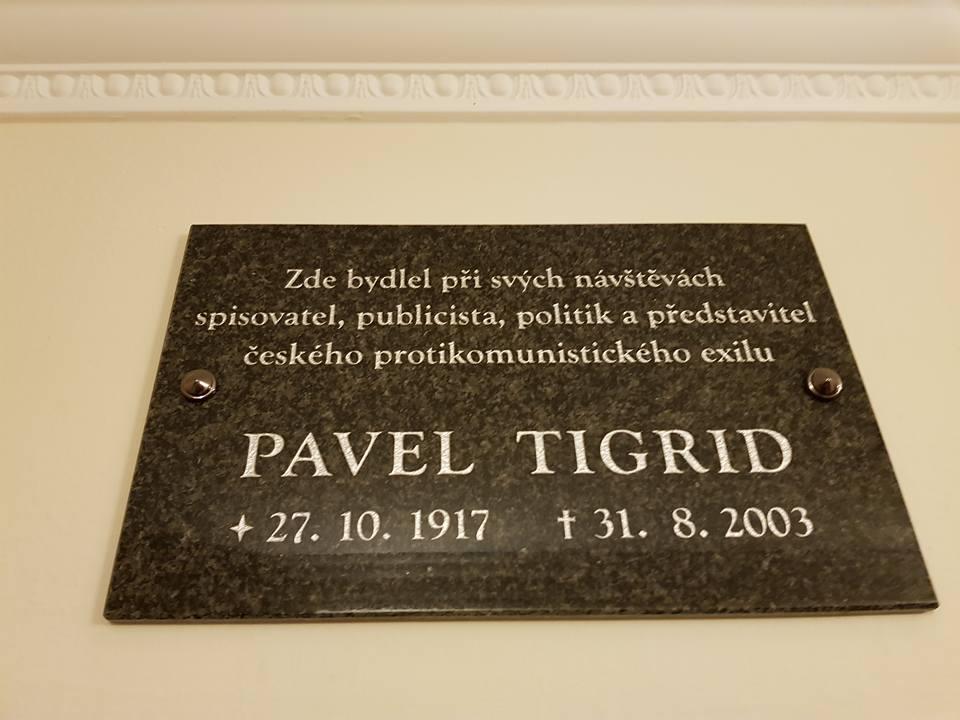 Zde bydlel při svých návštěvách
spisovatel, publicista, politik a představitel
českého protikomunistického exilu
PAVEL TIGRID
✦ 27. 10. 1917 † 31. 8. 2003